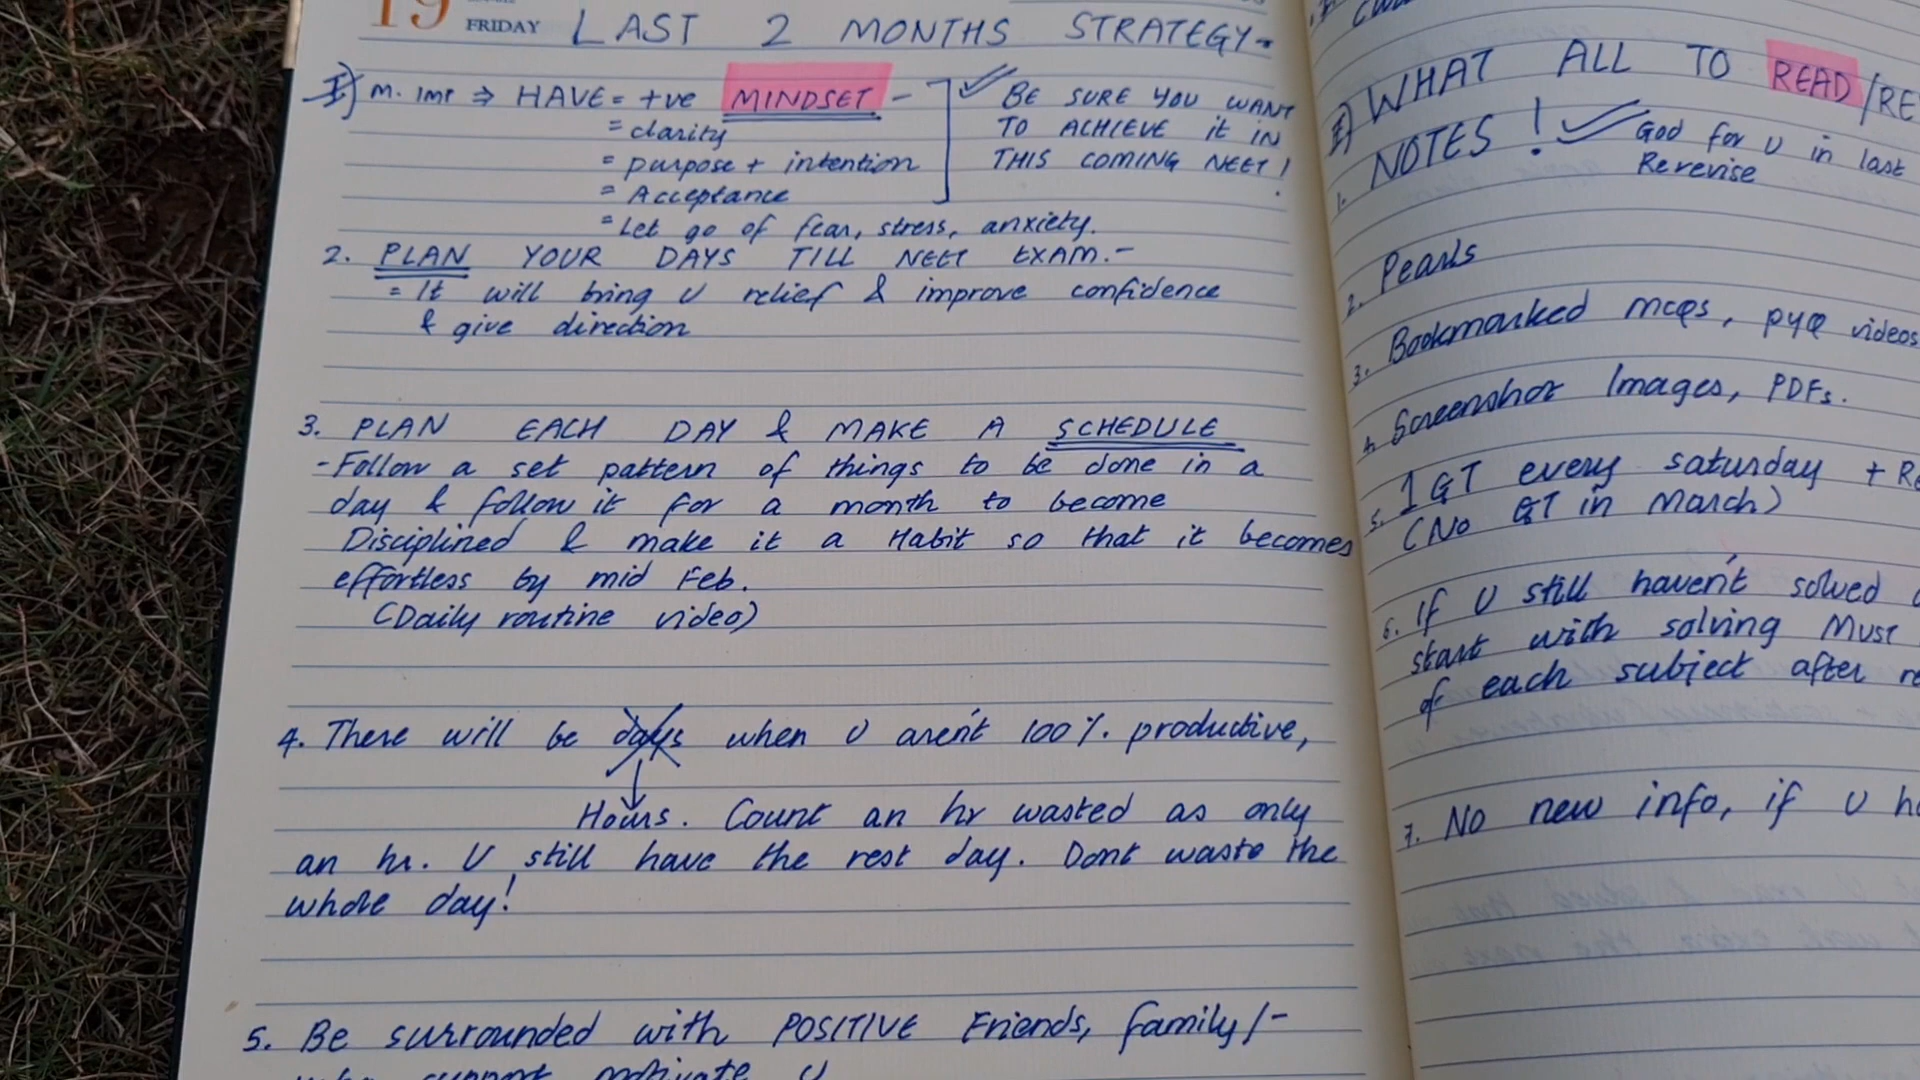 19 FRIDAY LAST 2 MONTHS STRATEGY-
I) M. Imp ⇒ HAVE = +ve MINDSET -
= clarity
= purpose + intention
= Acceptance
= Let go of fear, stress, anxiety.
BE SURE YOU WANT
TO ACHIEVE it IN
THIS COMING NEET!
2. PLAN YOUR DAYS TILL NEET EXAM.-
= It will bring U relief & improve confidence
& give direction
3. PLAN EACH DAY & MAKE A SCHEDULE
- Follow a set pattern of things to be done in a
day & follow it for a month to become
Disciplined & make it a Habit so that it becomes
effortless by mid Feb.
(Daily routine video)
4. There will be days when U aren't 100%. productive,
↓
Hours. Count an hr wasted as only
an hr. U still have the rest day. Dont waste the
whole day!
5. Be surrounded with POSITIVE Friends, family/-
who support motivate U
II) WHAT ALL TO READ/RE
1. NOTES! God for U in last
Rerevise
2. Pearls
3. Bookmarked mcqs, pyq videos
4. Screenshot Images, PDFs.
5. 1 GT every saturday +
(No GT in March)
6. If U still haven't solved
start with solving Must
of each subject after
7. No new info, if U